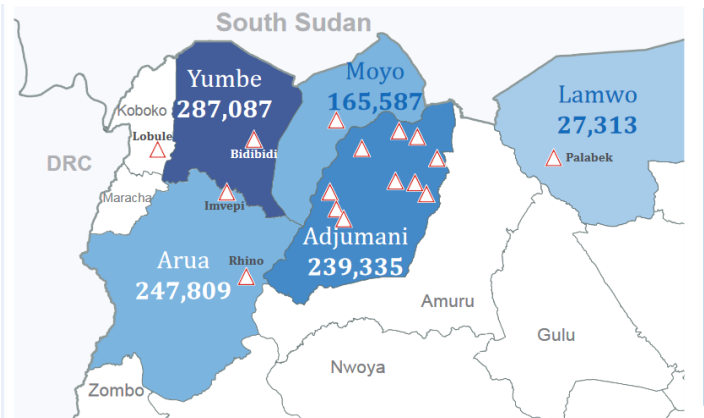 South Sudan
Yumbe
287,087
Moyo
165,587
Lamwo
27,313
Koboko
Lobule
Bidibidi
DRC
Palabek
Maracha
Imvepi
Adjumani
239,335
Arua
247,809
Rhino
Amuru
Gulu
Nwoya
Zombo